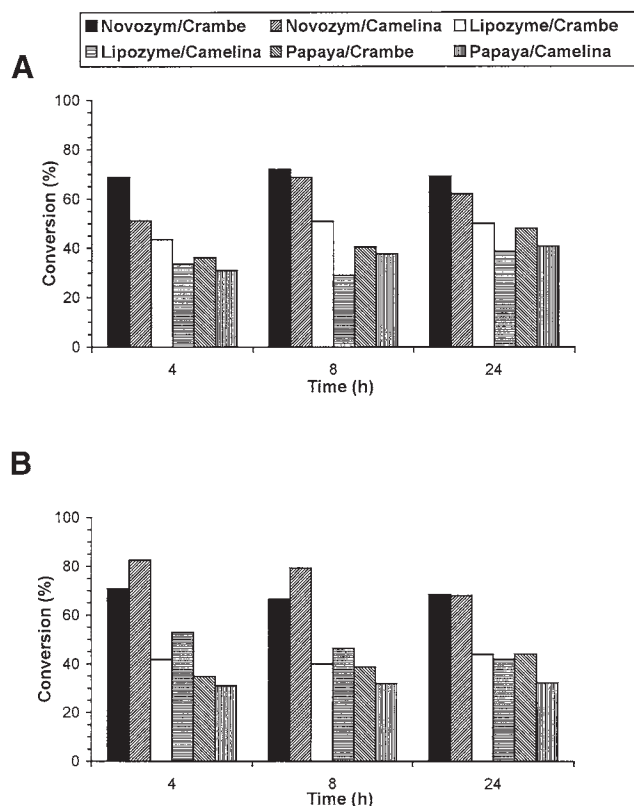 Novozym/Crambe Novozym/Camelina Lipozyme/Crambe
Lipozyme/Camelina Papaya/Crambe Papaya/Camelina
A
100
80
60
40
20
0
Conversion (%)
4 8 24
Time (h)
B
100
80
60
40
20
0
Conversion (%)
4 8 24
Time (h)